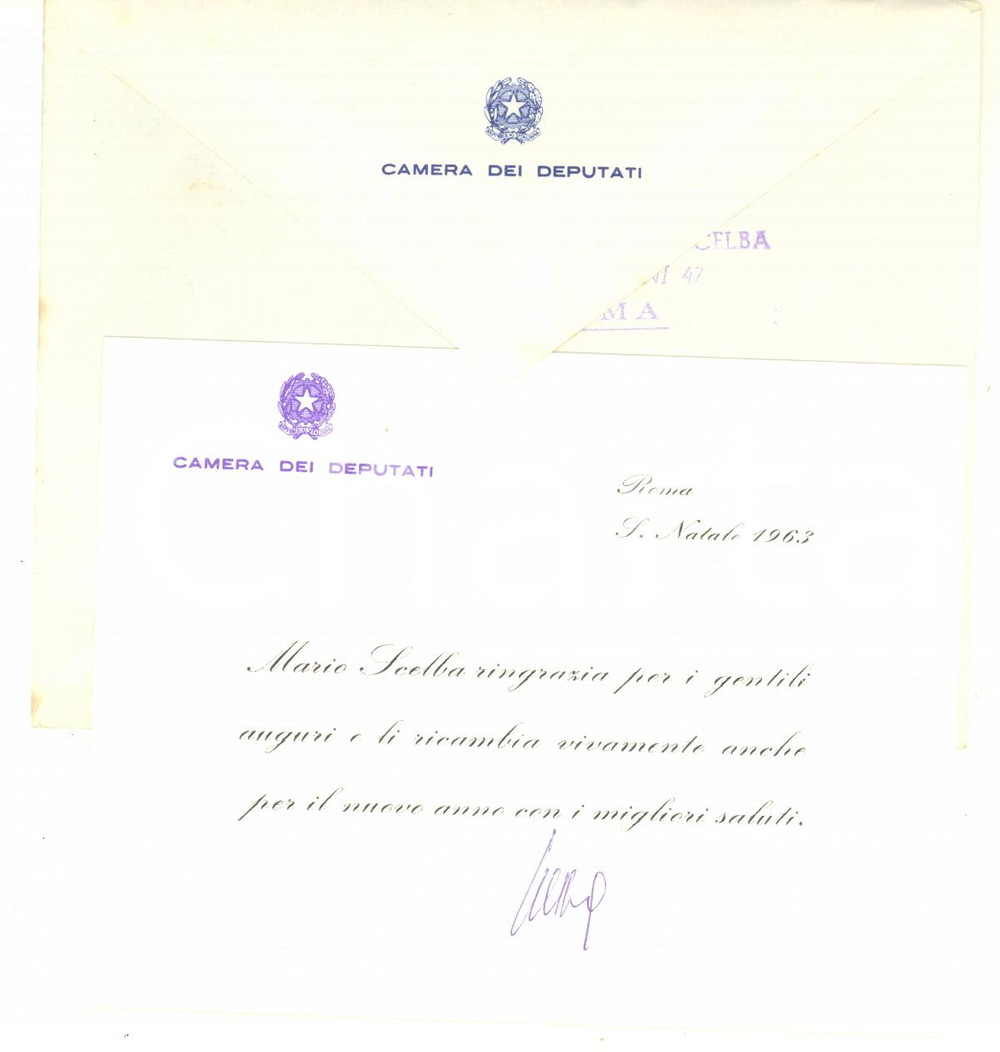 CAMERA DEI DEPUTATI
CELBA
NI 47
MA
CAMERA DEI DEPUTATI
Roma
S. Natale 1963
Mario Scelba ringrazia per i gentili
auguri e li ricambia vivamente anche
per il nuovo anno con i migliori saluti.